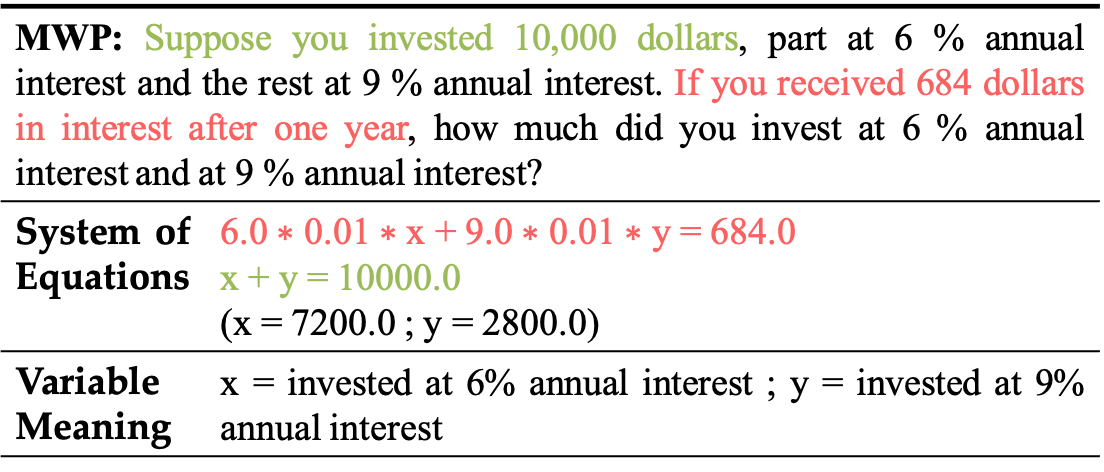 MWP: Suppose you invested 10,000 dollars, part at 6 % annual
interest and the rest at 9 % annual interest. If you received 684 dollars
in interest after one year, how much did you invest at 6 % annual
interest and at 9 % annual interest?
System of Equations
6.0 * 0.01 * x + 9.0 * 0.01 * y = 684.0
x + y = 10000.0
(x = 7200.0 ; y = 2800.0)
Variable Meaning
x = invested at 6% annual interest ; y = invested at 9%
annual interest